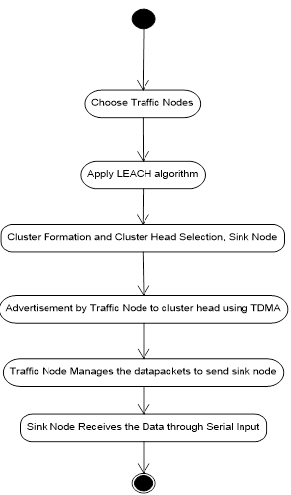 Choose Traffic Nodes
Apply LEACH algorithm
Cluster Formation and Cluster Head Selection, Sink Node
Advertisement by Traffic Node to cluster head using TDMA
Traffic Node Manages the datapackets to send sink node
Sink Node Receives the Data through Serial Input